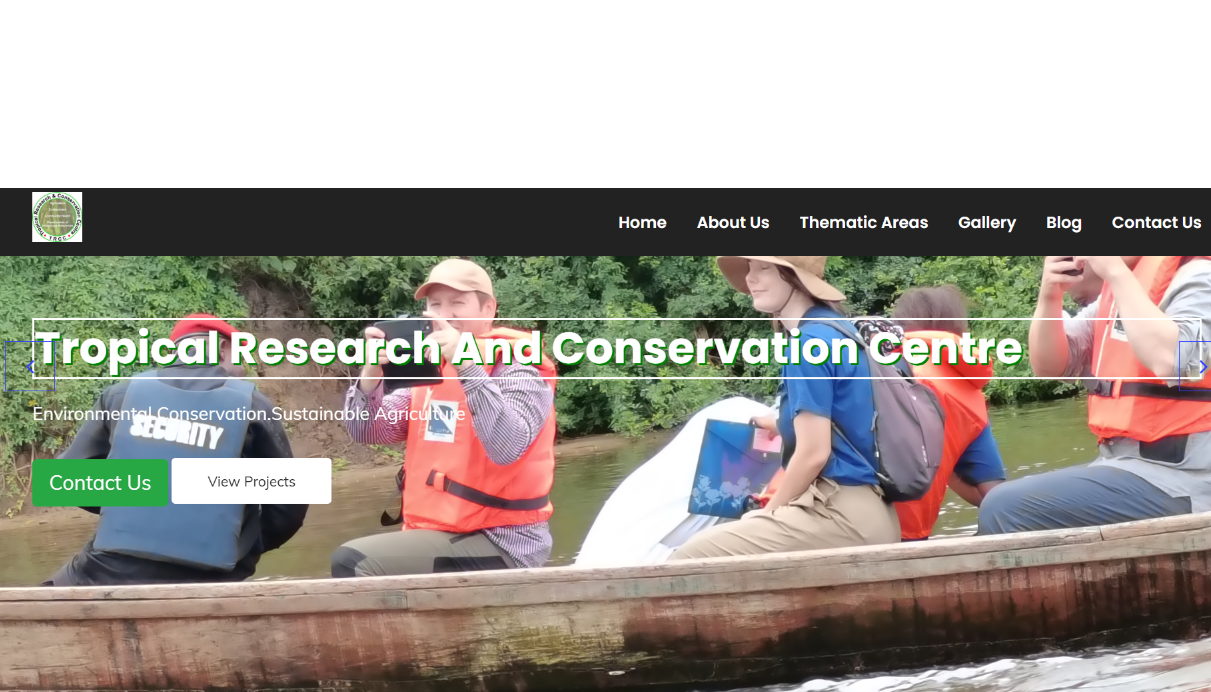 Home About Us Thematic Areas Gallery Blog Contact Us
Tropical Research And Conservation Centre
Environmental Conservation.Sustainable Agriculture
SECURITY
Contact Us View Projects